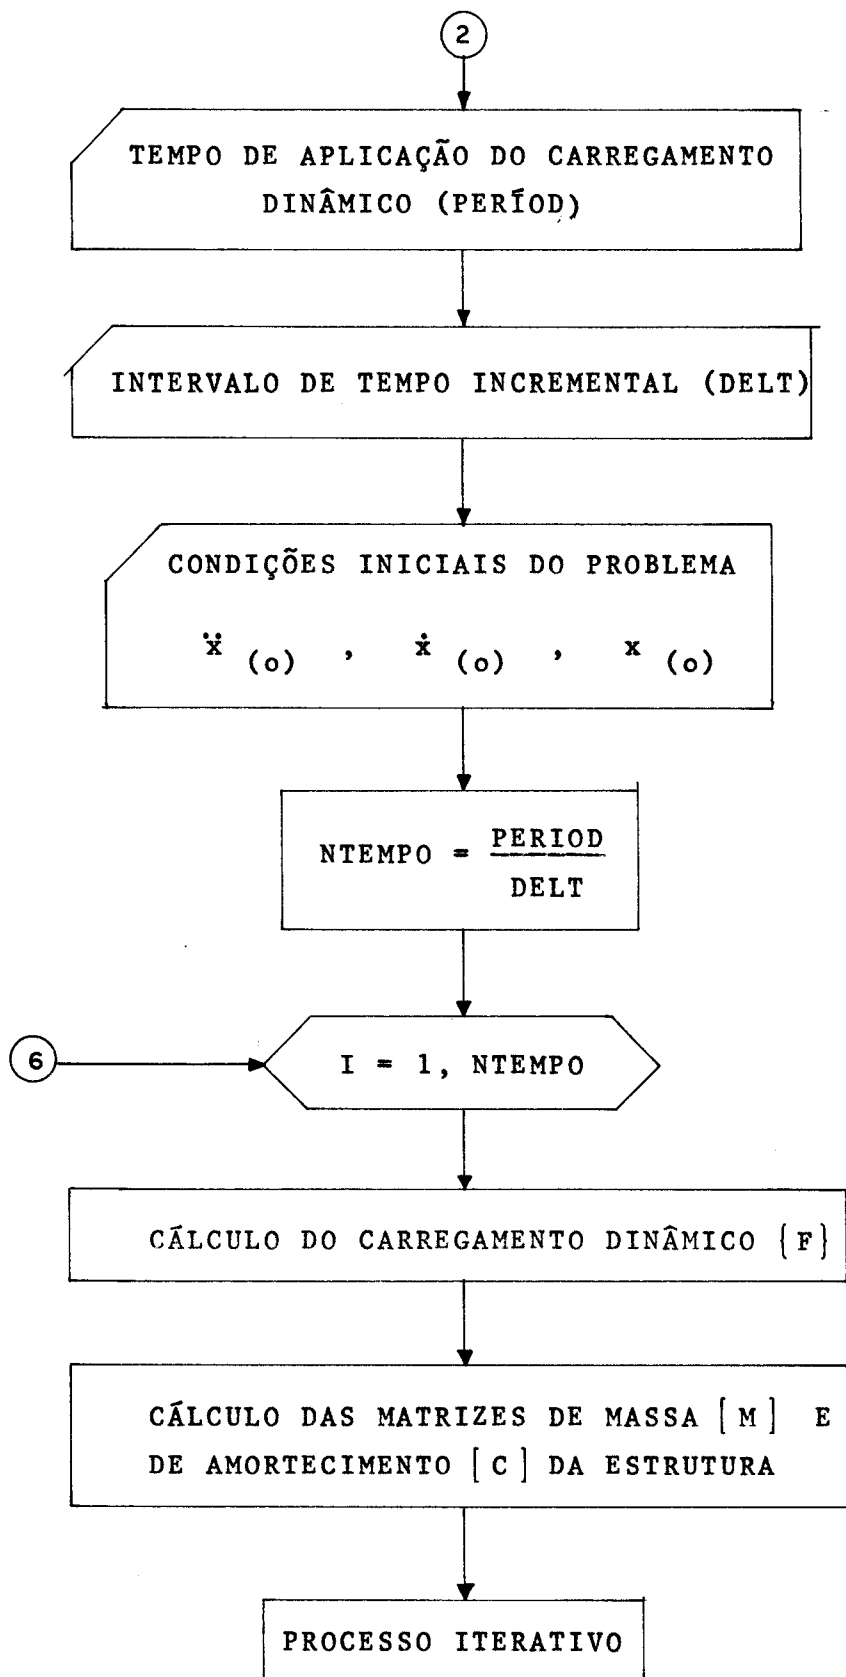 2
TEMPO DE APLICAÇÃO DO CARREGAMENTO
DINÂMICO (PERÍOD)
INTERVALO DE TEMPO INCREMENTAL (DELT)
CONDIÇÕES INICIAIS DO PROBLEMA
ẍ (o) , ẋ (o) , x (o)
NTEMPO = PERIOD
DELT
6
I = 1, NTEMPO
CÁLCULO DO CARREGAMENTO DINÂMICO {F}
CÁLCULO DAS MATRIZES DE MASSA [M] E
DE AMORTECIMENTO [C] DA ESTRUTURA
PROCESSO ITERATIVO